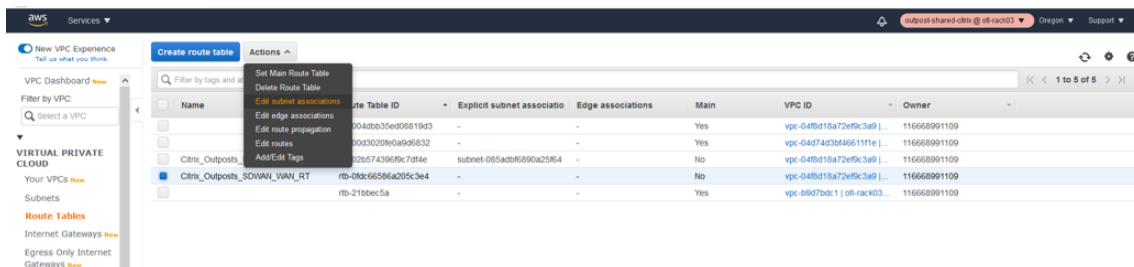 aws Services ▾ outpost-shared-citrix @ otl-rack03 ▾ Oregon ▾ Support ▾
New VPC Experience
Tell us what you think
Create route table Actions
VPC Dashboard New
Filter by VPC:
Select a VPC
VIRTUAL PRIVATE
CLOUD
Your VPCs New
Subnets
Route Tables
Internet Gateways New
Egress Only Internet
Gateways New
Filter by tags and 1 to 5 of 5
Set Main Route Table
Delete Route Table
Edit subnet associations
Edit edge associations
Edit route propagation
Edit routes
Add/Edit Tags
Name Table ID Explicit subnet associatio Edge associations Main VPC ID Owner
004dbb35ed08819d3 - - Yes vpc-04f8d18a72ef9c3a9 |... 116668991109
00d3020fe0a9d6832 - - Yes vpc-04d74d3bf46611f1e |... 116668991109
Citrix_Outposts_ 02b574396f9c7df4e subnet-085adbf6890a25f64 - No vpc-04f8d18a72ef9c3a9 |... 116668991109
Citrix_Outposts_SDWAN_WAN_RT rtb-0fdc66586a205c3e4 - - No vpc-04f8d18a72ef9c3a9 |... 116668991109
rtb-21bbec5a - - Yes vpc-b9d7bdc1 | otl-rack03... 116668991109